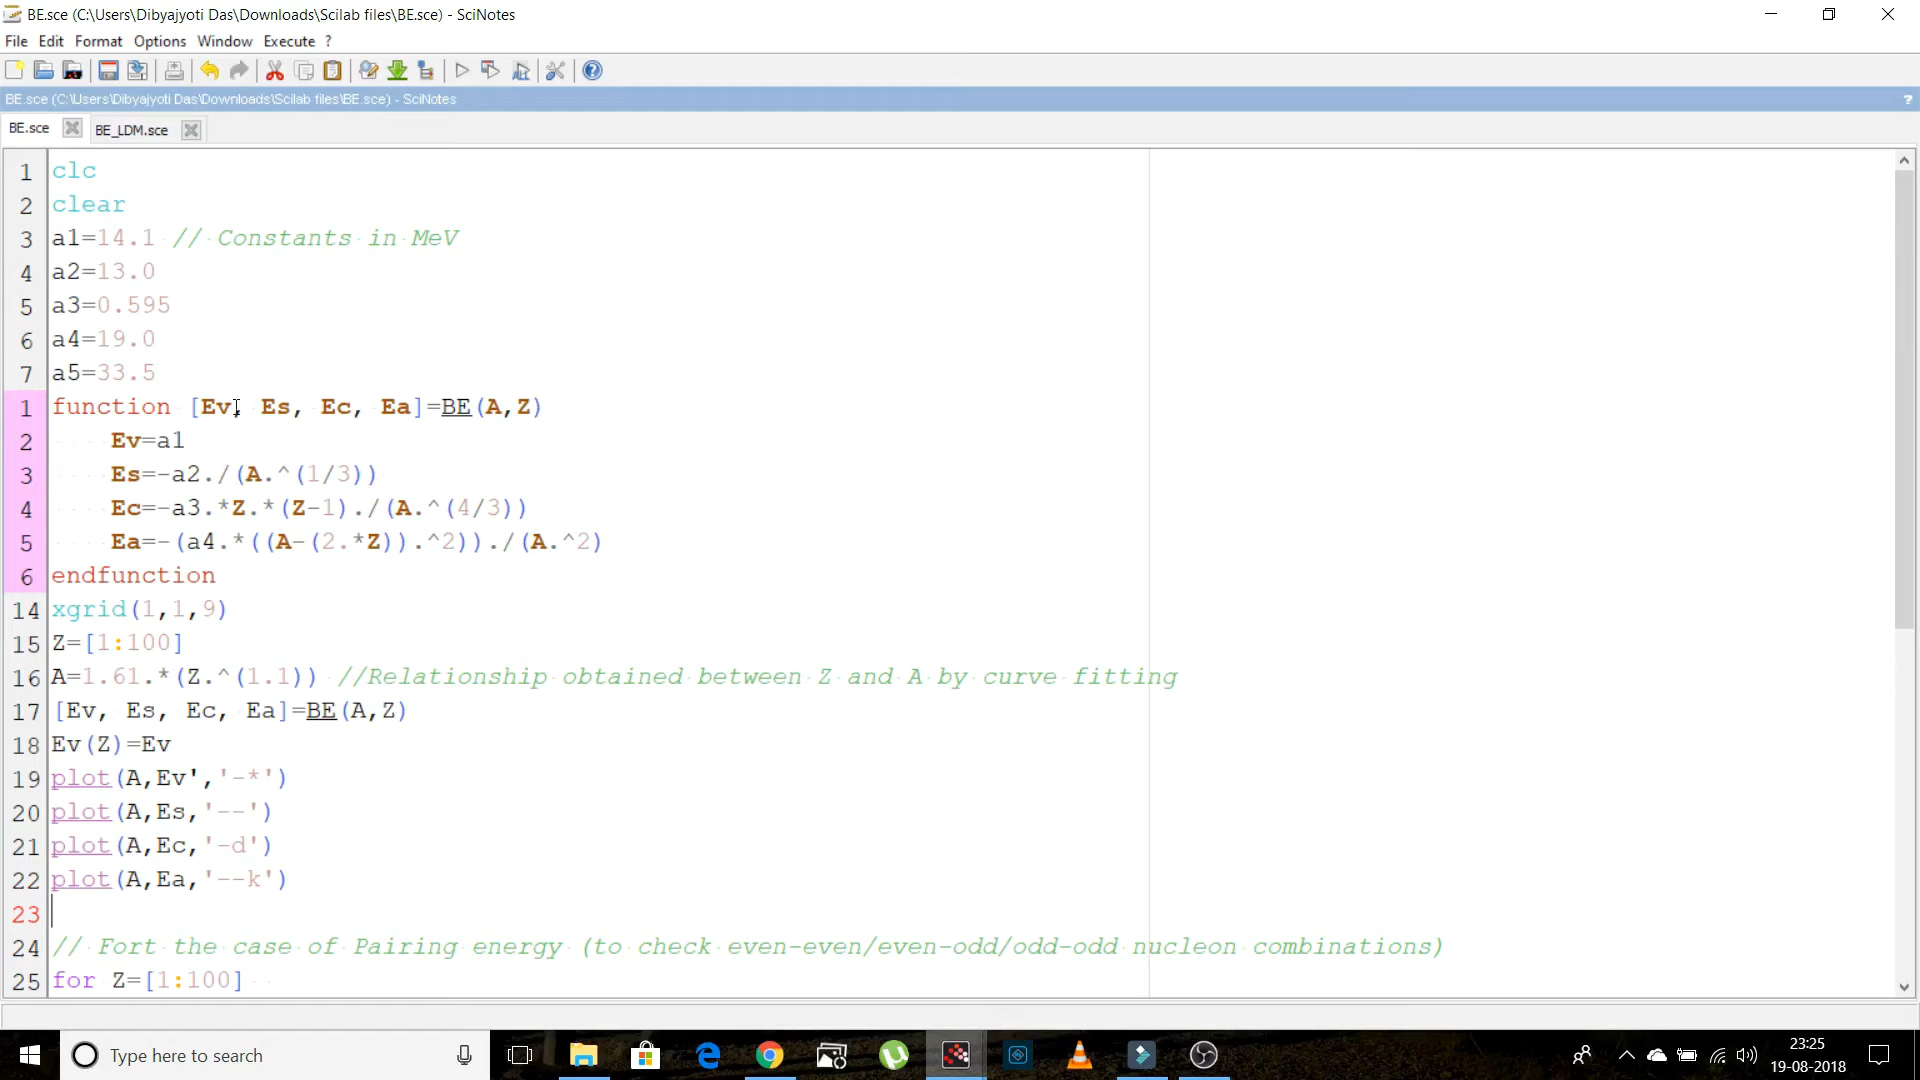 BE.sce (C:\Users\Dibyajyoti Das\Downloads\Scilab files\BE.sce) - SciNotes
File Edit Format Options Window Execute ?
BE.sce (C:\Users\Dibyajyoti Das\Downloads\Scilab files\BE.sce) - SciNotes ?
BE.sce BE_LDM.sce
1 clc
2 clear
3 a1=14.1 // Constants in MeV
4 a2=13.0
5 a3=0.595
6 a4=19.0
7 a5=33.5
1 function [Ev, Es, Ec, Ea]=BE(A,Z)
2 Ev=a1
3 Es=-a2./(A.^(1/3))
4 Ec=-a3.*Z.*(Z-1)./(A.^(4/3))
5 Ea=-(a4.*((A-(2.*Z)).^2))./(A.^2)
6 endfunction
14 xgrid(1,1,9)
15 Z=[1:100]
16 A=1.61.*(Z.^(1.1)) //Relationship obtained between Z and A by curve fitting
17 [Ev, Es, Ec, Ea]=BE(A,Z)
18 Ev(Z)=Ev
19 plot(A,Ev','-*')
20 plot(A,Es,'--')
21 plot(A,Ec,'-d')
22 plot(A,Ea,'--k')
23
24 // Fort the case of Pairing energy (to check even-even/even-odd/odd-odd nucleon combinations)
25 for Z=[1:100]
Type here to search
23:25
19-08-2018